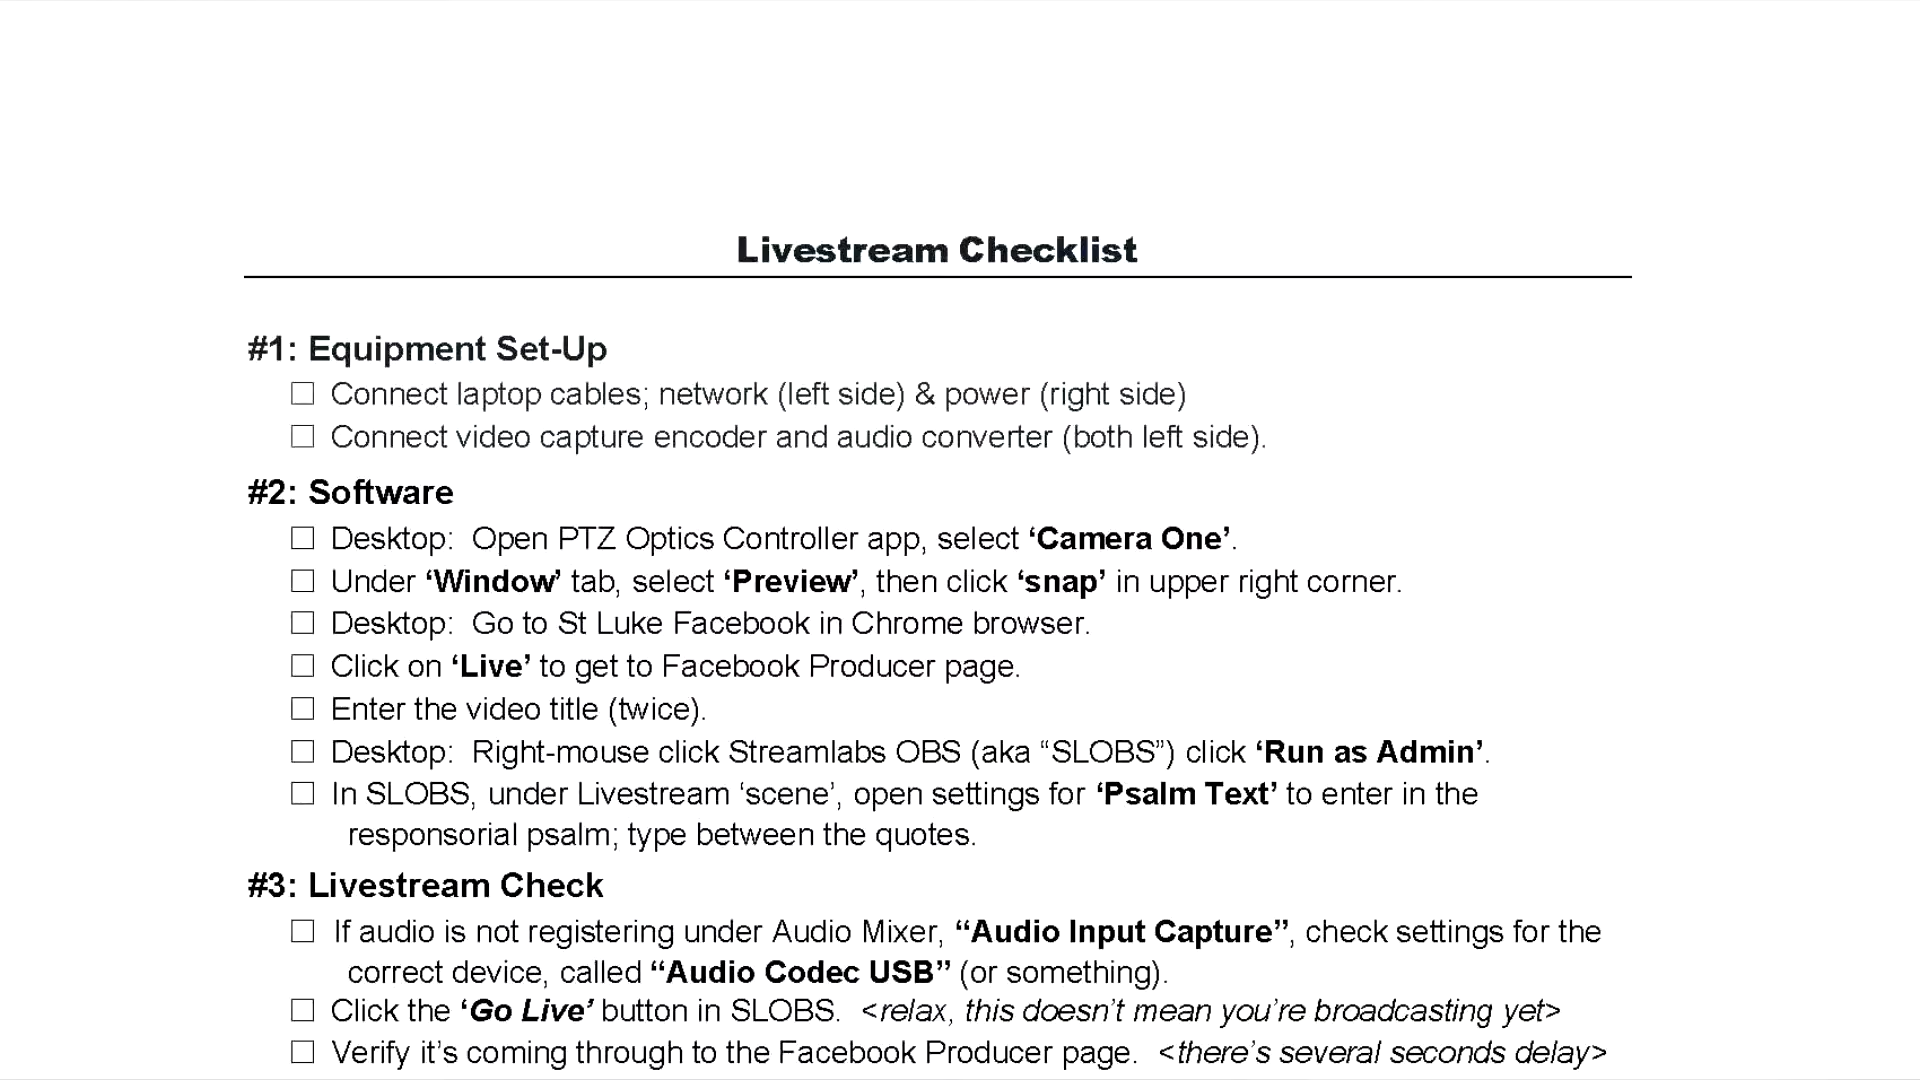 Livestream Checklist
#1: Equipment Set-Up
☐ Connect laptop cables; network (left side) & power (right side)
☐ Connect video capture encoder and audio converter (both left side).
#2: Software
☐ Desktop:  Open PTZ Optics Controller app, select ‘Camera One’.
☐ Under ‘Window’ tab, select ‘Preview’, then click ‘snap’ in upper right corner.
☐ Desktop:  Go to St Luke Facebook in Chrome browser.
☐ Click on ‘Live’ to get to Facebook Producer page.
☐ Enter the video title (twice).
☐ Desktop:  Right-mouse click Streamlabs OBS (aka “SLOBS”) click ‘Run as Admin’.
☐ In SLOBS, under Livestream ‘scene’, open settings for ‘Psalm Text’ to enter in the
responsorial psalm; type between the quotes.
#3: Livestream Check
☐ If audio is not registering under Audio Mixer, “Audio Input Capture”, check settings for the
correct device, called “Audio Codec USB” (or something).
☐ Click the ‘Go Live’ button in SLOBS.  <relax, this doesn’t mean you’re broadcasting yet>
☐ Verify it’s coming through to the Facebook Producer page.  <there’s several seconds delay>